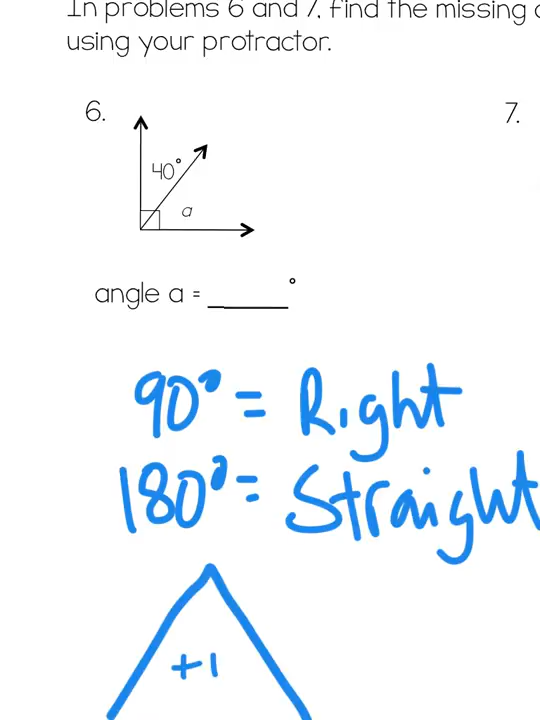 In problems 6 and 7, find the missing
using your protractor.
6.
7.
40°
a
angle a = ______°
90° = Right
180° = Straight
+1